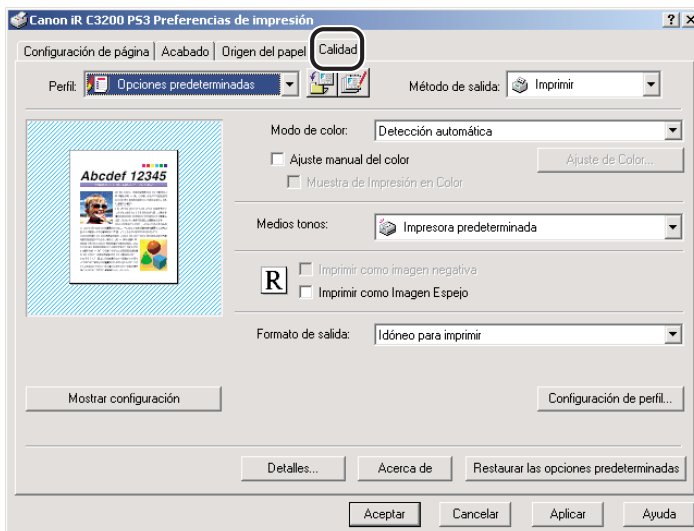 Canon iR C3200 PS3 Preferencias de impresión
Configuración de página Acabado Origen del papel Calidad
Perfil: Opciones predeterminadas Método de salida: Imprimir
Modo de color: Detección automática
Abcdef 12345
Ajuste manual del color Ajuste de Color...
Muestra de Impresión en Color
Medios tonos: Impresora predeterminada
R Imprimir como imagen negativa
Imprimir como Imagen Espejo
Formato de salida: Idóneo para imprimir
Mostrar configuración Configuración de perfil...
Detalles... Acerca de Restaurar las opciones predeterminadas
Aceptar Cancelar Aplicar Ayuda